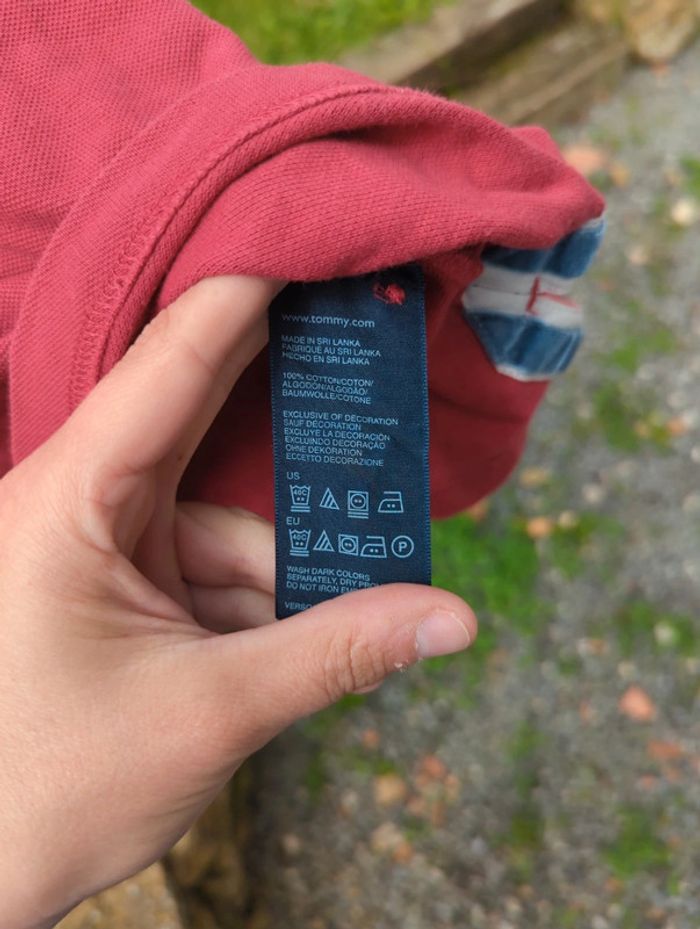 www.tommy.com
MADE IN SRI LANKA
FABRIQUÉ AU SRI LANKA
HECHO EN SRI LANKA
100% COTTON/COTON/
ALGODÓN/ALGODÃO/
BAUMWOLLE/COTONE
EXCLUSIVE OF DECORATION
SAUF DÉCORATION
EXCLUYE LA DECORACIÓN
EXCLUINDO DECORAÇÃO
OHNE DEKORATION
ECCETTO DECORAZIONE
US
40C
EU
40C P
WASH DARK COLORS
SEPARATELY, DRY
DO NOT IRON